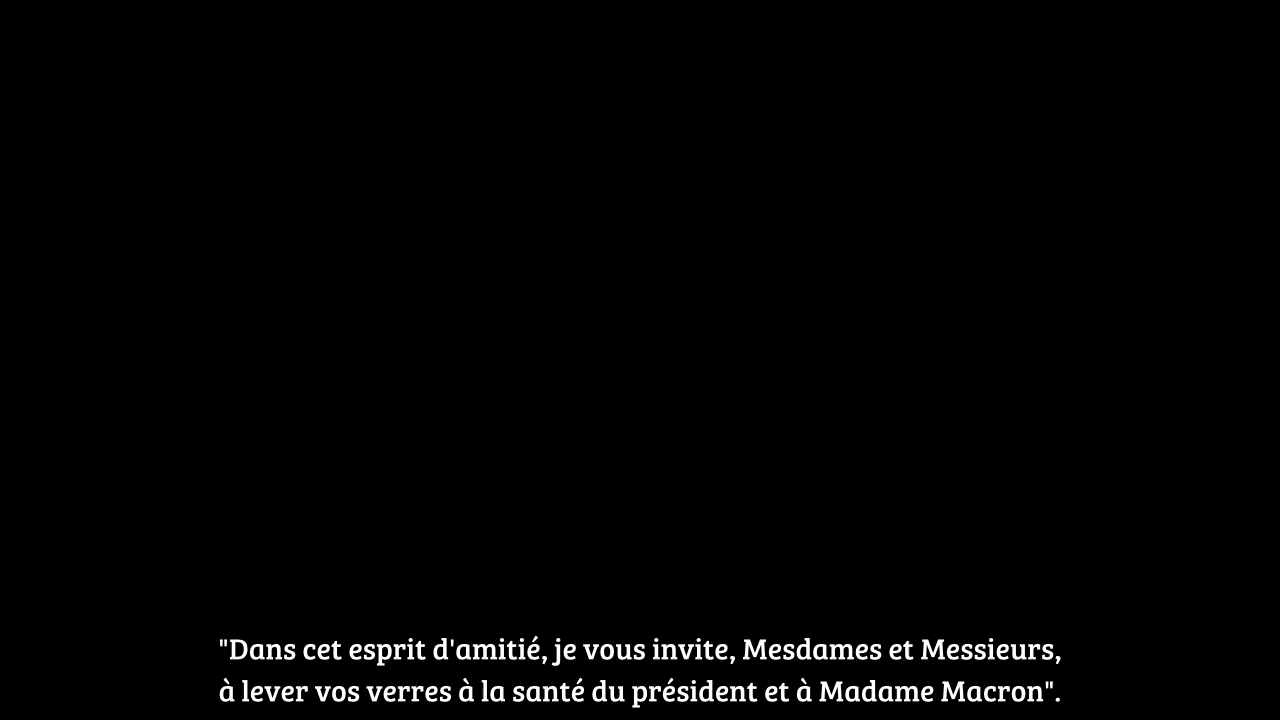 "Dans cet esprit d'amitié, je vous invite, Mesdames et Messieurs,
à lever vos verres à la santé du président et à Madame Macron".